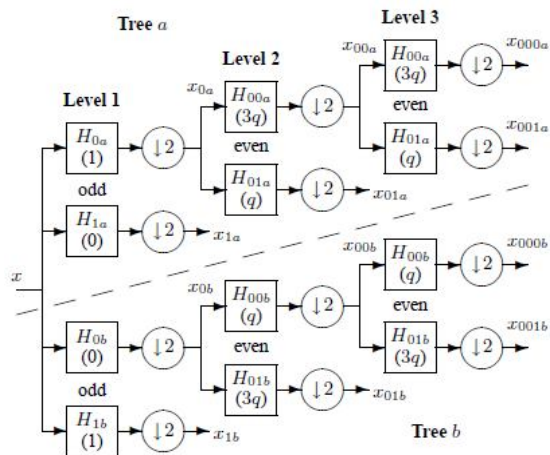 Tree a
Level 3
x000a
Level 2
x00a
H00a
(3q)
↓2
Level 1
x0a
H00a
(3q)
↓2
even
H0a
(1)
↓2
even
H01a
(q)
↓2
x001a
odd
H01a
(q)
↓2
x01a
H1a
(0)
↓2
x1a
x
x00b
H00b
(q)
↓2
x000b
x0b
H00b
(q)
↓2
even
H0b
(0)
↓2
even
H01b
(3q)
↓2
x001b
odd
H01b
(3q)
↓2
x01b
H1b
(1)
↓2
x1b
Tree b